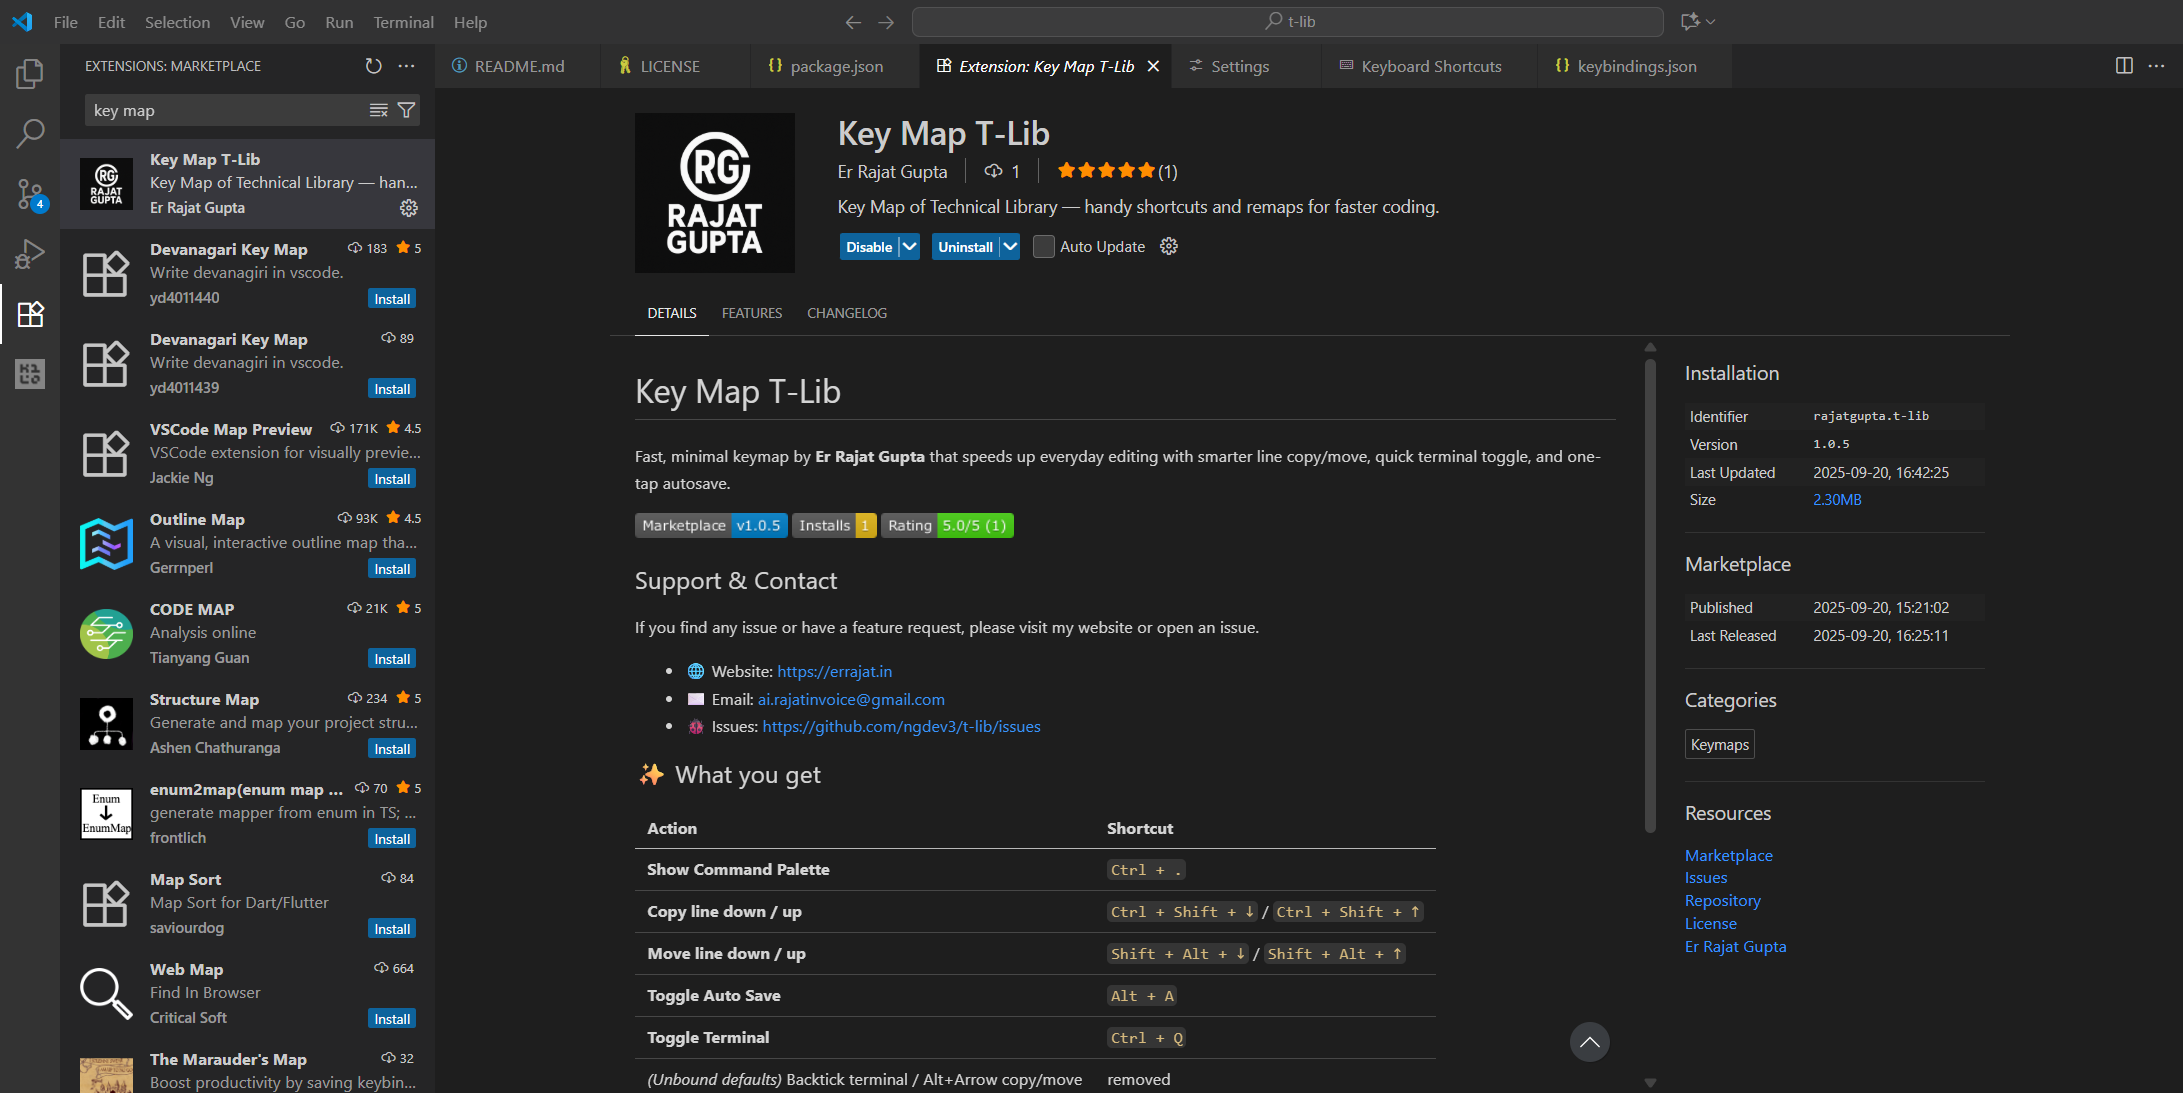 File Edit Selection View Go Run Terminal Help
t-lib
EXTENSIONS: MARKETPLACE
key map
4
Key Map T-Lib
Key Map of Technical Library — han...
Er Rajat Gupta
RG
RAJAT
GUPTA
Devanagari Key Map 183 5
Write devanagiri in vscode.
yd4011440
Install
Devanagari Key Map 89
Write devanagiri in vscode.
yd4011439
Install
VSCode Map Preview 171K 4.5
VSCode extension for visually previe...
Jackie Ng
Install
Outline Map 93K 4.5
A visual, interactive outline map tha...
Gerrnperl
Install
CODE MAP 21K 5
Analysis online
Tianyang Guan
Install
Structure Map 234 5
Generate and map your project stru...
Ashen Chathuranga
Install
Enum
EnumMap
enum2map(enum map ... 70 5
generate mapper from enum in TS; ...
frontlich
Install
Map Sort 84
Map Sort for Dart/Flutter
saviourdog
Install
Web Map 664
Find In Browser
Critical Soft
Install
The Marauder's Map 32
Boost productivity by saving keybin...
README.md LICENSE package.json Extension: Key Map T-Lib Settings Keyboard Shortcuts keybindings.json
RG
RAJAT
GUPTA
Key Map T-Lib
Er Rajat Gupta 1 (1)
Key Map of Technical Library — handy shortcuts and remaps for faster coding.
Disable Uninstall Auto Update
DETAILS FEATURES CHANGELOG
Key Map T-Lib
Fast, minimal keymap by Er Rajat Gupta that speeds up everyday editing with smarter line copy/move, quick terminal toggle, and one-
tap autosave.
Marketplace v1.0.5 Installs 1 Rating 5.0/5 (1)
Support & Contact
If you find any issue or have a feature request, please visit my website or open an issue.
• 🌐 Website: https://errajat.in
• ✉️ Email: ai.rajatinvoice@gmail.com
• 🐞 Issues: https://github.com/ngdev3/t-lib/issues
✨ What you get
Action Shortcut
Show Command Palette Ctrl + .
Copy line down / up Ctrl + Shift + ↓ / Ctrl + Shift + ↑
Move line down / up Shift + Alt + ↓ / Shift + Alt + ↑
Toggle Auto Save Alt + A
Toggle Terminal Ctrl + Q
(Unbound defaults) Backtick terminal / Alt+Arrow copy/move removed
Installation
Identifier rajatgupta.t-lib
Version 1.0.5
Last Updated 2025-09-20, 16:42:25
Size 2.30MB
Marketplace
Published 2025-09-20, 15:21:02
Last Released 2025-09-20, 16:25:11
Categories
Keymaps
Resources
Marketplace
Issues
Repository
License
Er Rajat Gupta